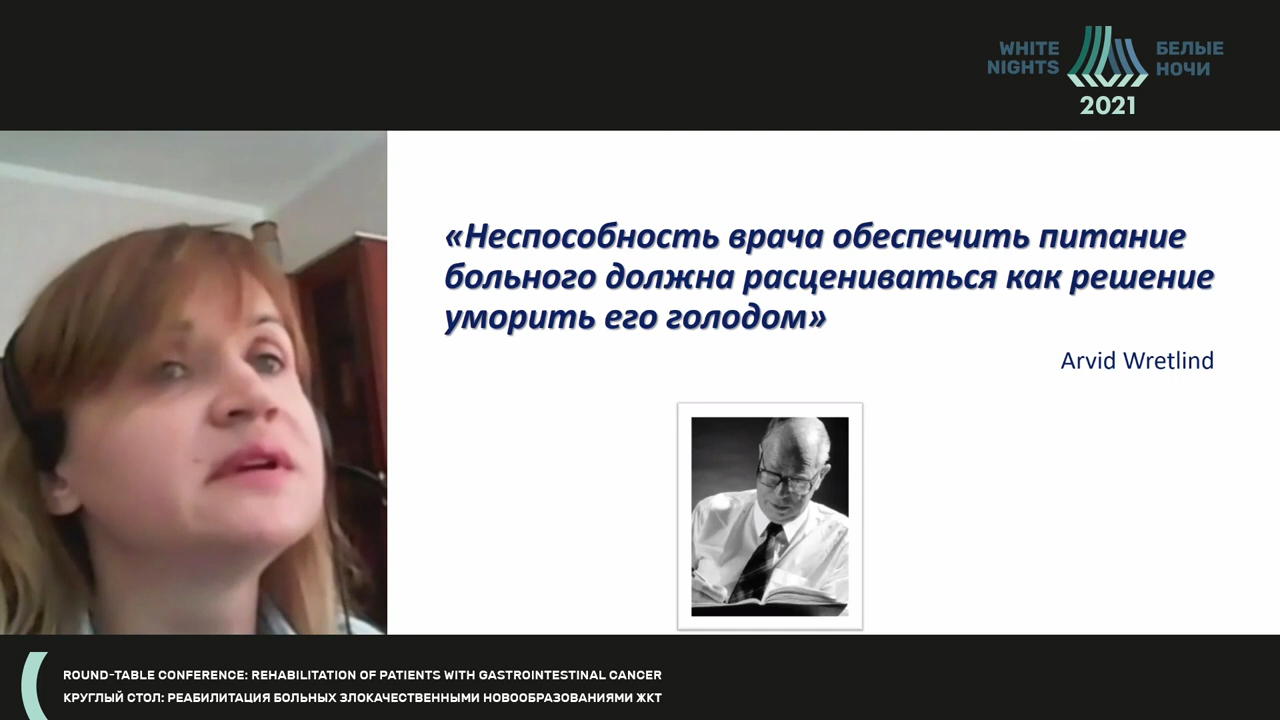 WHITE NIGHTS
БЕЛЫЕ НОЧИ
2021
«Неспособность врача обеспечить питание
больного должна расцениваться как решение
уморить его голодом»
Arvid Wretlind
ROUND-TABLE CONFERENCE: REHABILITATION OF PATIENTS WITH GASTROINTESTINAL CANCER
КРУГЛЫЙ СТОЛ: РЕАБИЛИТАЦИЯ БОЛЬНЫХ ЗЛОКАЧЕСТВЕННЫМИ НОВООБРАЗОВАНИЯМИ ЖКТ